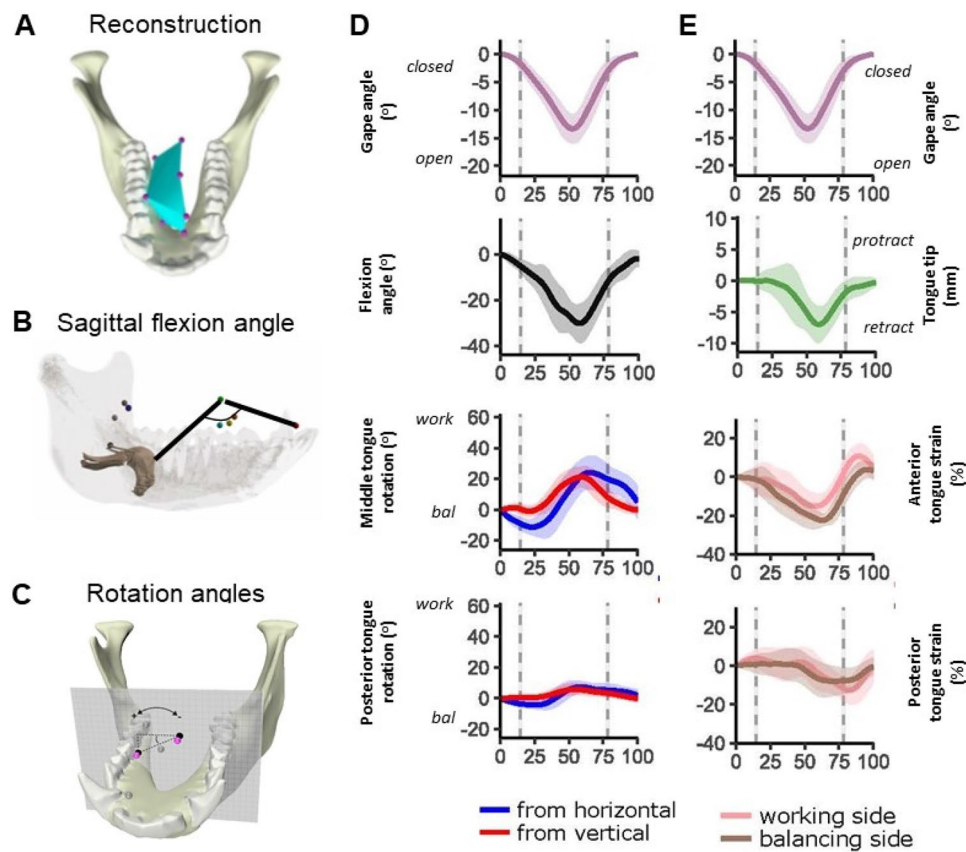 A
Reconstruction
B
Sagittal flexion angle
C
Rotation angles
+
-
D
Gape angle
(º)
closed
open
0
-5
-10
-15
-20
0 25 50 75 100
Flexion
angle (º)
0
-20
-40
0 25 50 75 100
Middle tongue
rotation (º)
work
bal
60
40
20
0
-20
0 25 50 75 100
Posterior tongue
rotation (º)
work
bal
60
40
20
0
-20
0 25 50 75 100
from horizontal
from vertical
E
0
-5
-10
-15
-20
closed
open
Gape angle
(º)
0 25 50 75 100
10
5
0
-5
-10
protract
retract
Tongue tip
(mm)
0 25 50 75 100
20
0
-20
-40
Anterior
tongue strain
(%)
0 25 50 75 100
20
0
-20
-40
Posterior
tongue strain
(%)
0 25 50 75 100
working side
balancing side